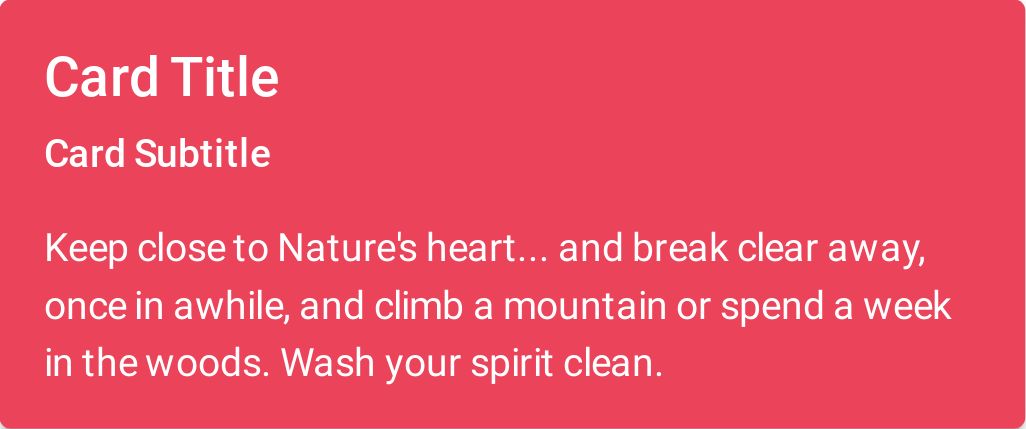 Card Title
Card Subtitle
Keep close to Nature's heart... and break clear away,
once in awhile, and climb a mountain or spend a week
in the woods. Wash your spirit clean.